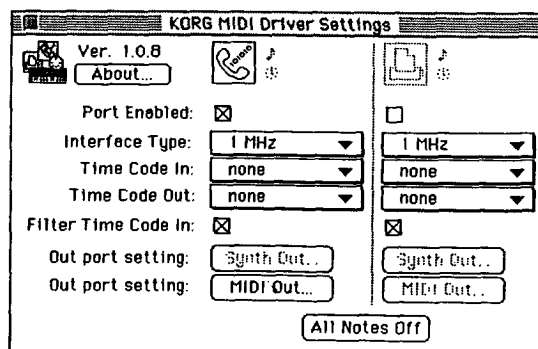 KORG MIDI Driver Settings
Ver. 1.0.8
About...
Port Enabled:
Interface Type: 1 MHz 1 MHz
Time Code In: none none
Time Code Out: none none
Filter Time Code In:
Out port setting: Synth Out.. Synth Out..
Out port setting: MIDI Out... MIDI Out..
All Notes Off